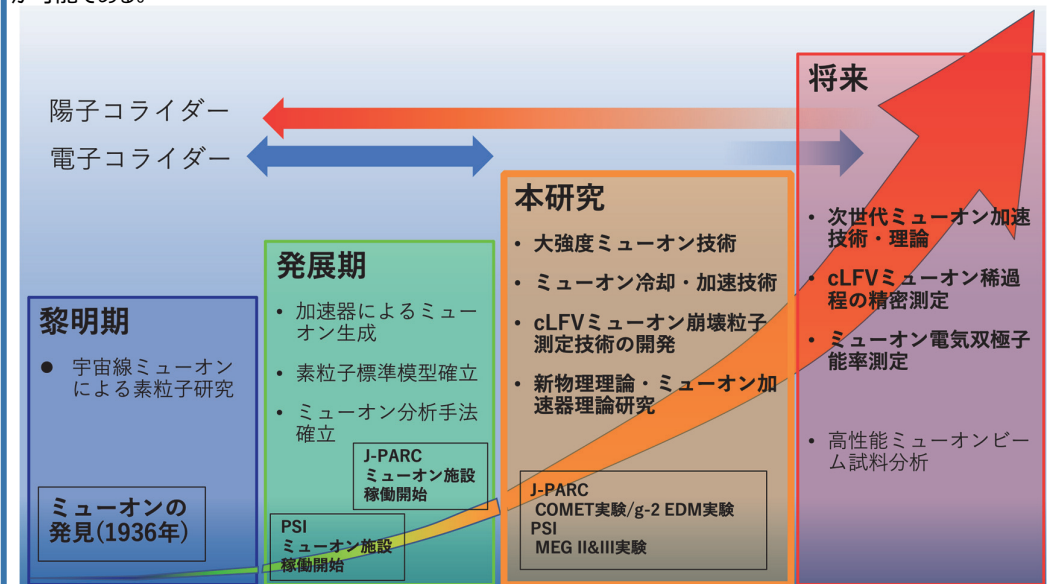 が可能である。
陽子コライダー
電子コライダー
黎明期
● 宇宙線ミューオン
による素粒子研究
ミューオンの
発見(1936年)
発展期
• 加速器によるミュー
オン生成
• 素粒子標準模型確立
• ミューオン分析手法
確立
J-PARC
ミューオン施設
稼働開始
PSI
ミューオン施設
稼働開始
本研究
• 大強度ミューオン技術
• ミューオン冷却・加速技術
• cLFVミューオン崩壊粒子
測定技術の開発
• 新物理理論・ミューオン加
速器理論研究
J-PARC
COMET実験/g-2 EDM実験
PSI
MEG II&III実験
将来
• 次世代ミューオン加速
技術・理論
• cLFVミューオン稀過
程の精密測定
• ミューオン電気双極子
能率測定
• 高性能ミューオンビー
ム試料分析